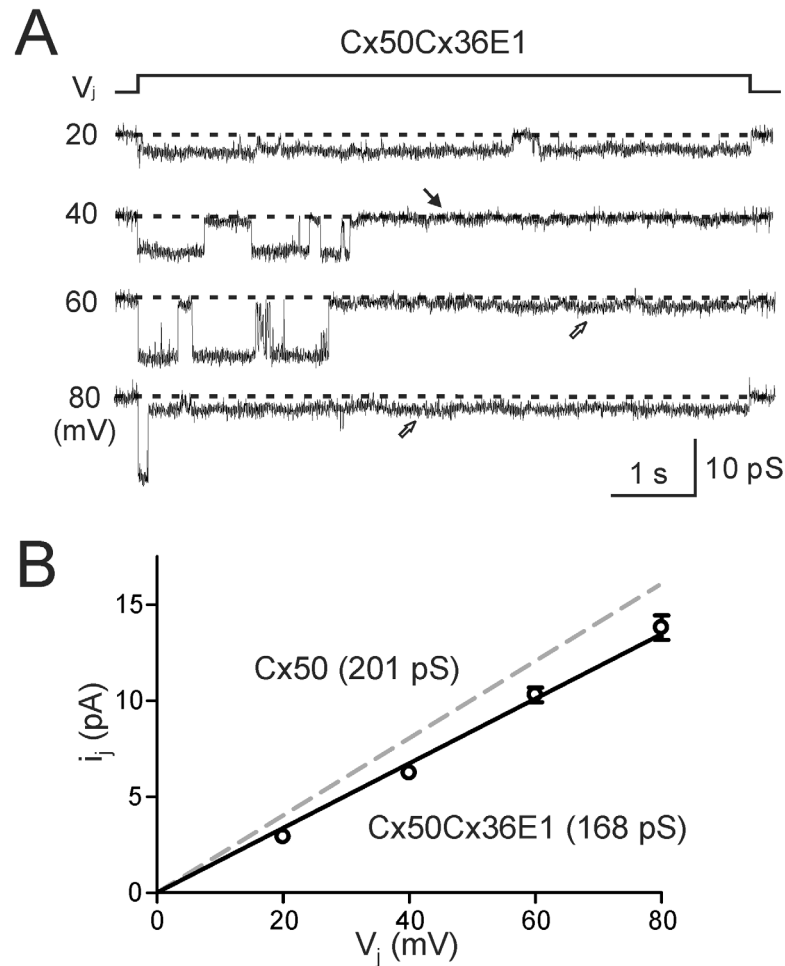 A
Cx50Cx36E1
Vj
20
40
60
80
(mV)
1 s
10 pS
B
15
10
5
0
ij (pA)
Cx50 (201 pS)
Cx50Cx36E1 (168 pS)
0 20 40 60 80
Vj (mV)